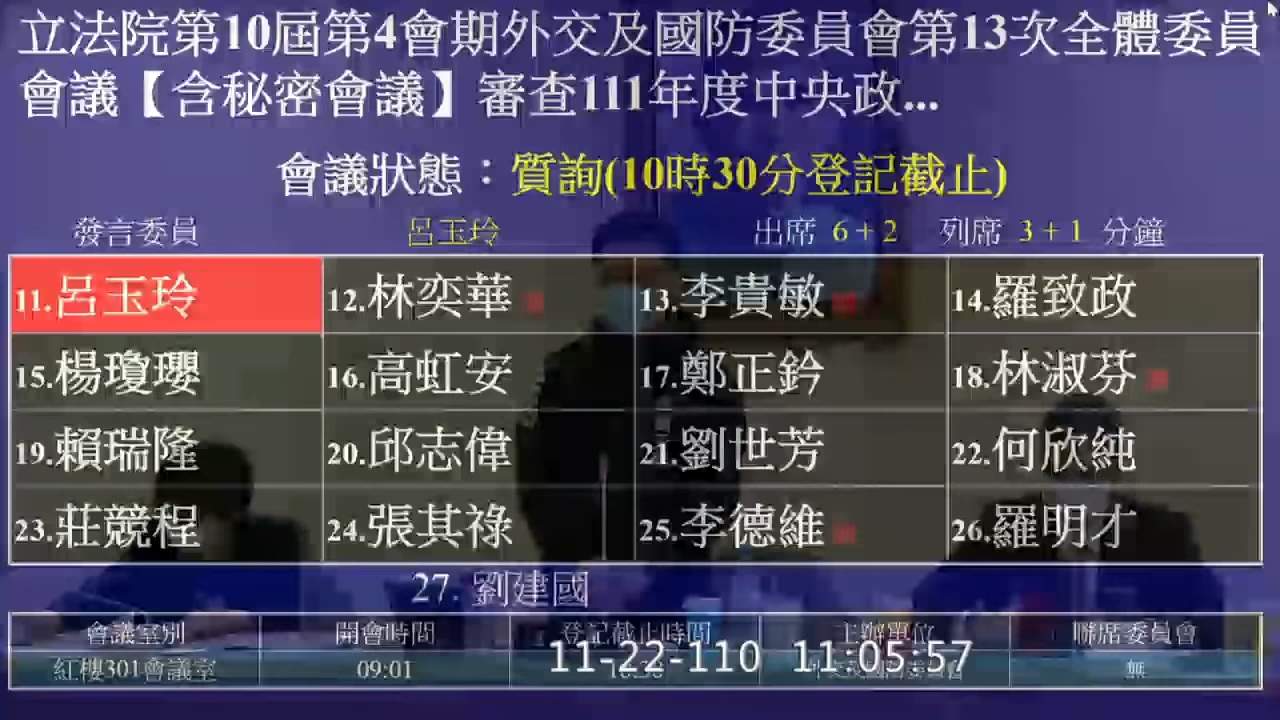 立法院第10屆第4會期外交及國防委員會第13次全體委員
會議【含秘密會議】審查111年度中央政...
會議狀態：質詢(10時30分登記截止)
發言委員 呂玉玲 出席 6+2 列席 3+1 分鐘
11.呂玉玲 12.林奕華 13.李貴敏 14.羅致政
15.楊瓊瓔 16.高虹安 17.鄭正鈐 18.林淑芬
19.賴瑞隆 20.邱志偉 21.劉世芳 22.何欣純
23.莊競程 24.張其祿 25.李德維 26.羅明才
27. 劉建國
會議室別 開會時間 登記截止時間 主辦單位 聯席委員會
紅樓301會議室 09:01 無
11-22-110 11:05:57